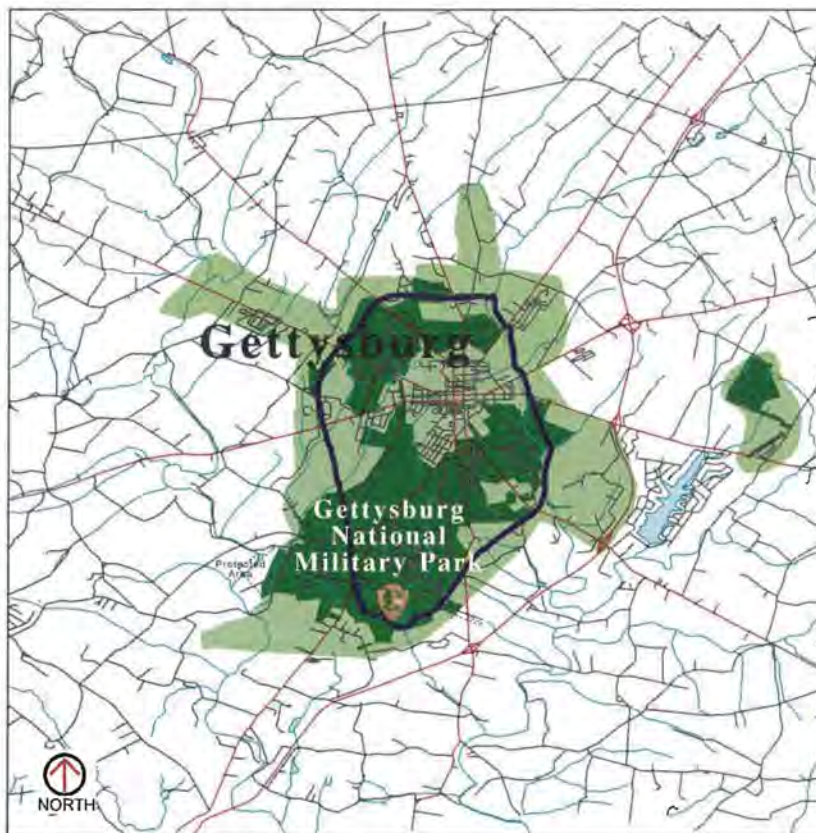 Gettysburg
Gettysburg
National
Military Park
Protected
Area
NORTH